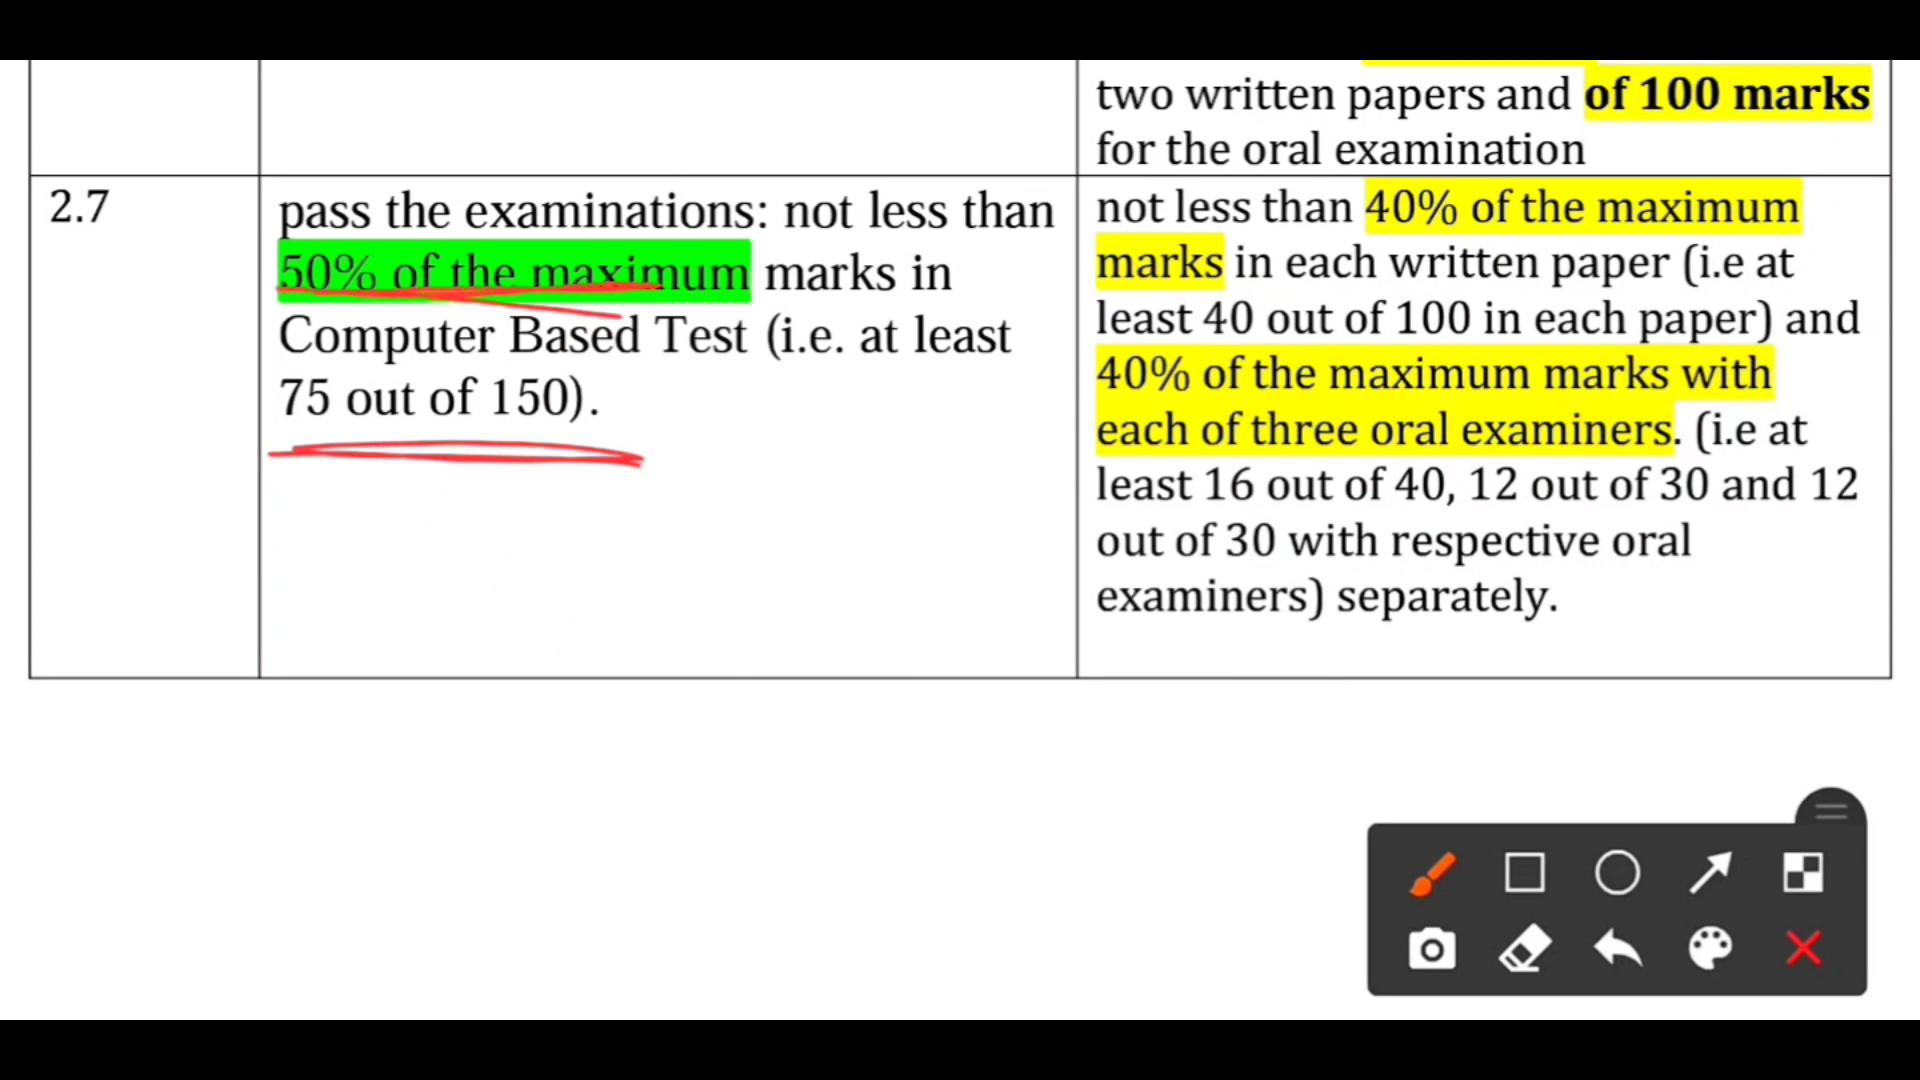 two written papers and of 100 marks
for the oral examination
2.7
pass the examinations: not less than
50% of the maximum marks in
Computer Based Test (i.e. at least
75 out of 150).
not less than 40% of the maximum
marks in each written paper (i.e at
least 40 out of 100 in each paper) and
40% of the maximum marks with
each of three oral examiners. (i.e at
least 16 out of 40, 12 out of 30 and 12
out of 30 with respective oral
examiners) separately.